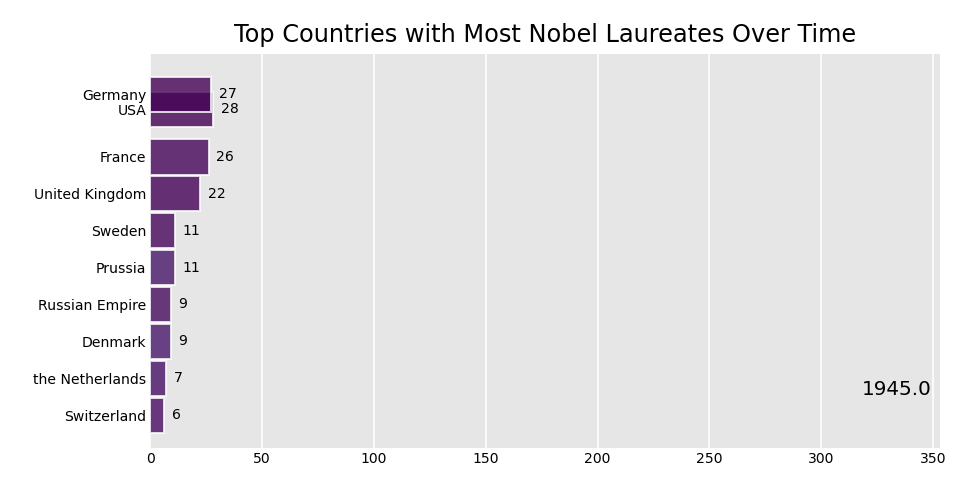 Top Countries with Most Nobel Laureates Over Time
Germany 27
USA 28
France 26
United Kingdom 22
Sweden 11
Prussia 11
Russian Empire 9
Denmark 9
the Netherlands 7
1945.0
Switzerland 6
0 50 100 150 200 250 300 350